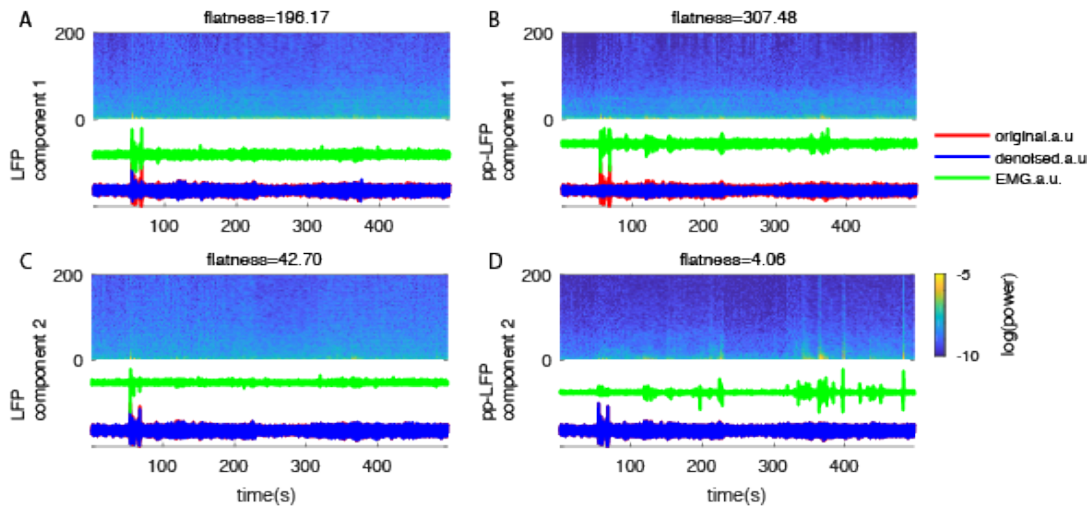 A
flatness=196.17
200
0
LFP
component 1
100 200 300 400
B
flatness=307.48
200
0
pp-LFP
component 1
100 200 300 400
original.a.u
denoised.a.u
EMG.a.u.
C
flatness=42.70
200
0
LFP
component 2
100 200 300 400
time(s)
D
flatness=4.06
200
0
pp-LFP
component 2
100 200 300 400
time(s)
-5
-10
log(power)